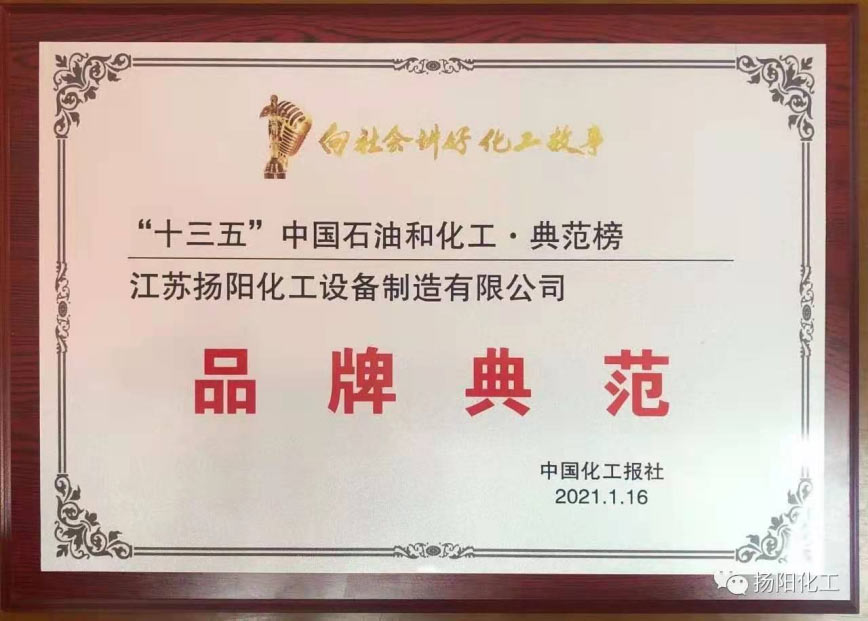 向社会讲好化工故事
“十三五”中国石油和化工·典范榜
江苏扬阳化工设备制造有限公司
品牌典范
中国化工报社
2021.1.16
扬阳化工